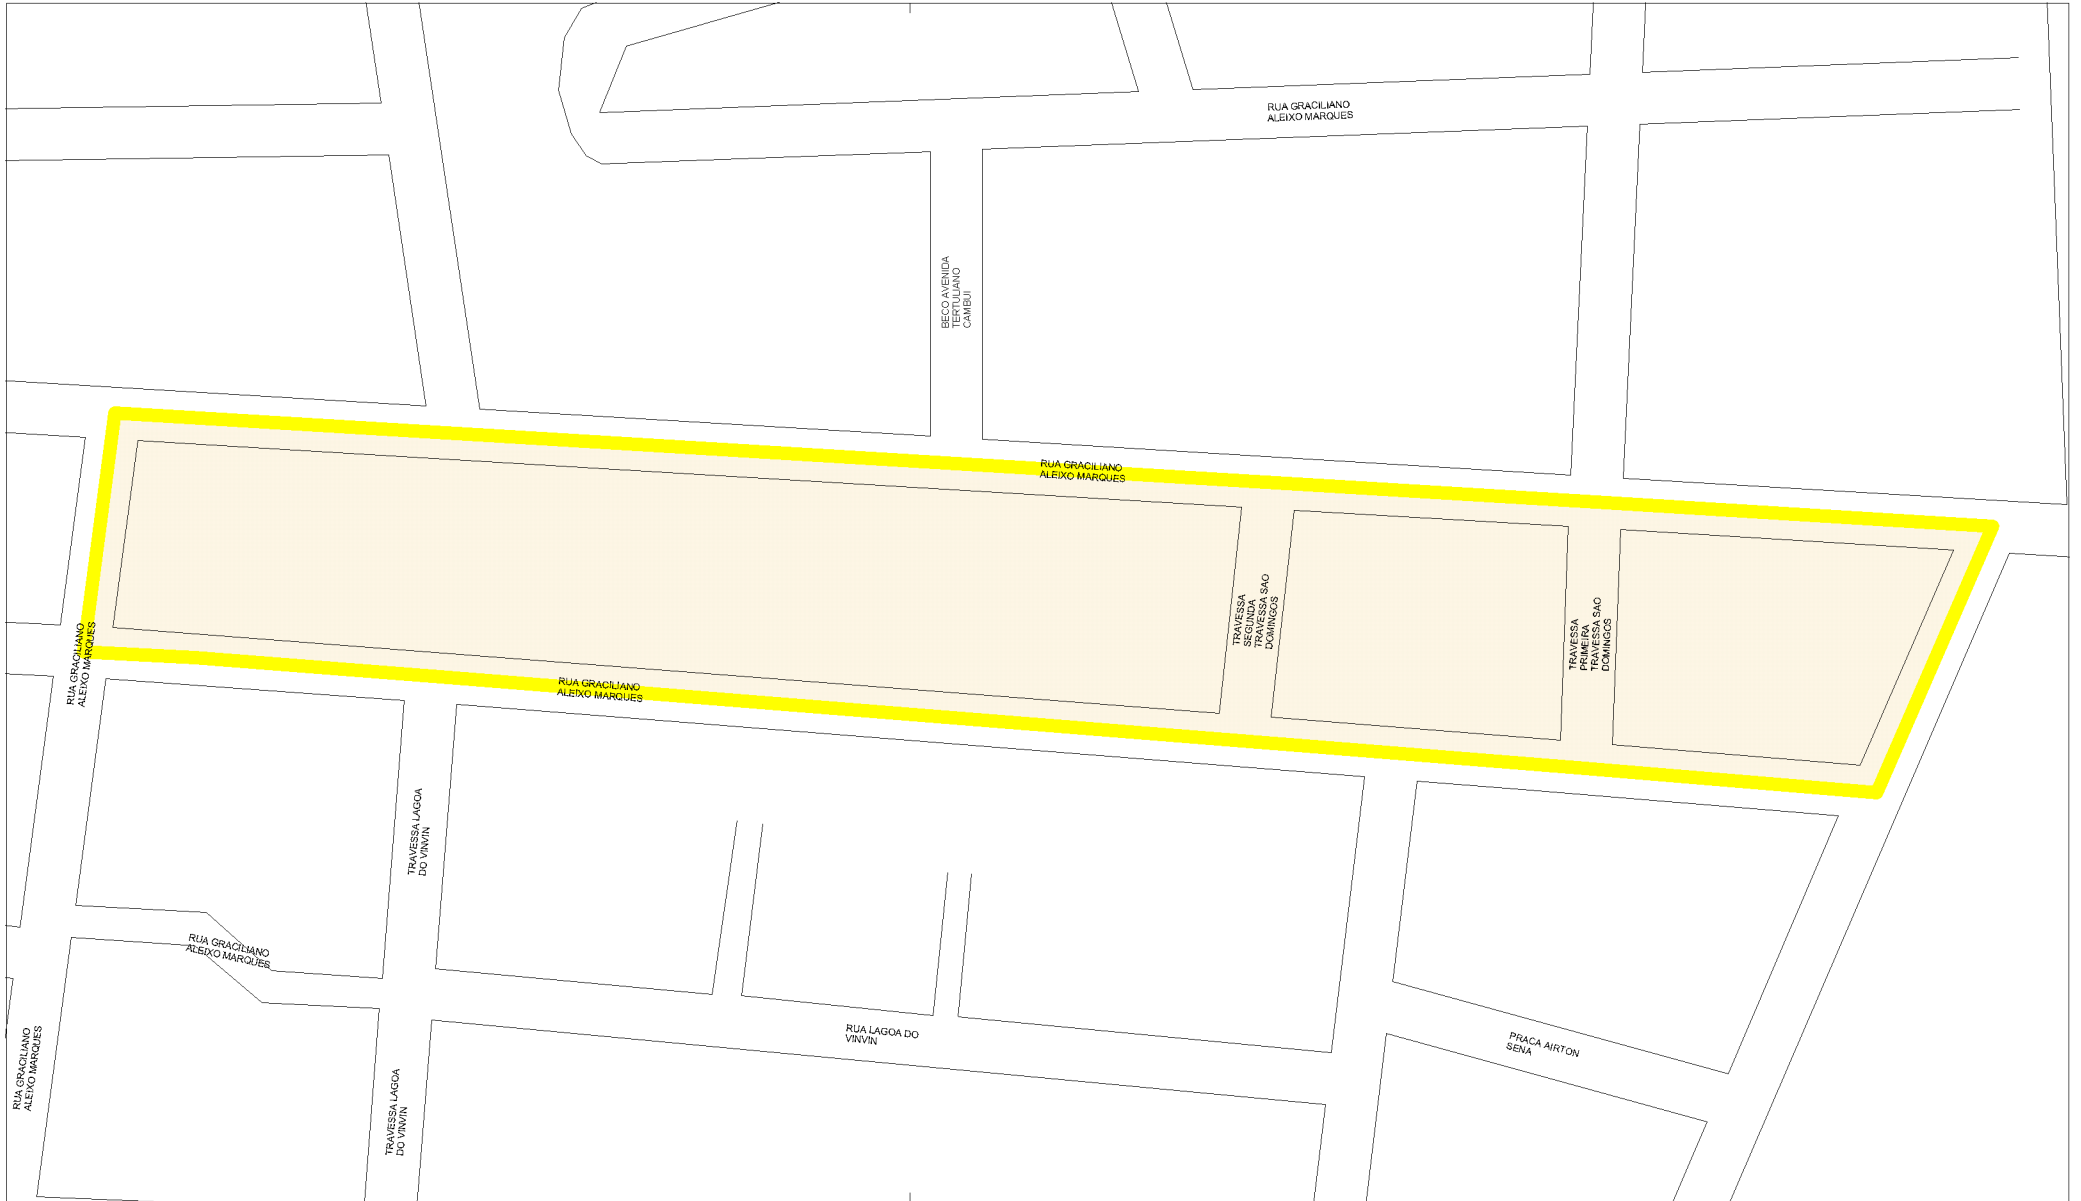 RUA GRACILIANO
ALEIXO MARQUES
BECO AVENIDA
TERTULIANO
CAMBUI
RUA GRACILIANO
ALEIXO MARQUES
TRAVESSA
SEGUNDA
TRAVESSA SAO
DOMINGOS
TRAVESSA
PRIMEIRA
TRAVESSA SAO
DOMINGOS
RUA GRACILIANO
ALEIXO MARQUES
RUA GRACILIANO
ALEIXO MARQUES
TRAVESSA LAGOA
DO VINVIN
RUA GRACILIANO
ALEIXO MARQUES
RUA LAGOA DO
VINVIN
PRACA AIRTON
SENA
RUA GRACILIANO
ALEIXO MARQUES
TRAVESSA LAGOA
DO VINVIN